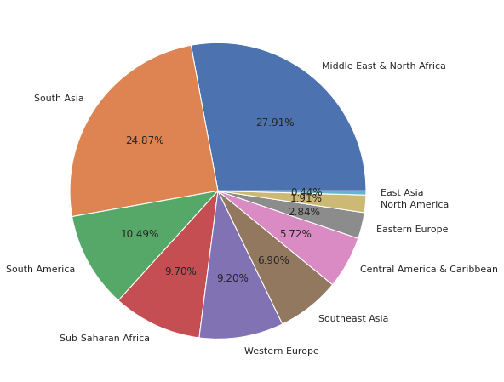 Middle East & North Africa
27.91%
South Asia
24.87%
South America
10.49%
Sub-Saharan Africa
9.70%
Western Europe
9.20%
Southeast Asia
6.90%
Central America & Caribbean
5.72%
Eastern Europe
2.84%
North America
1.91%
East Asia
0.44%